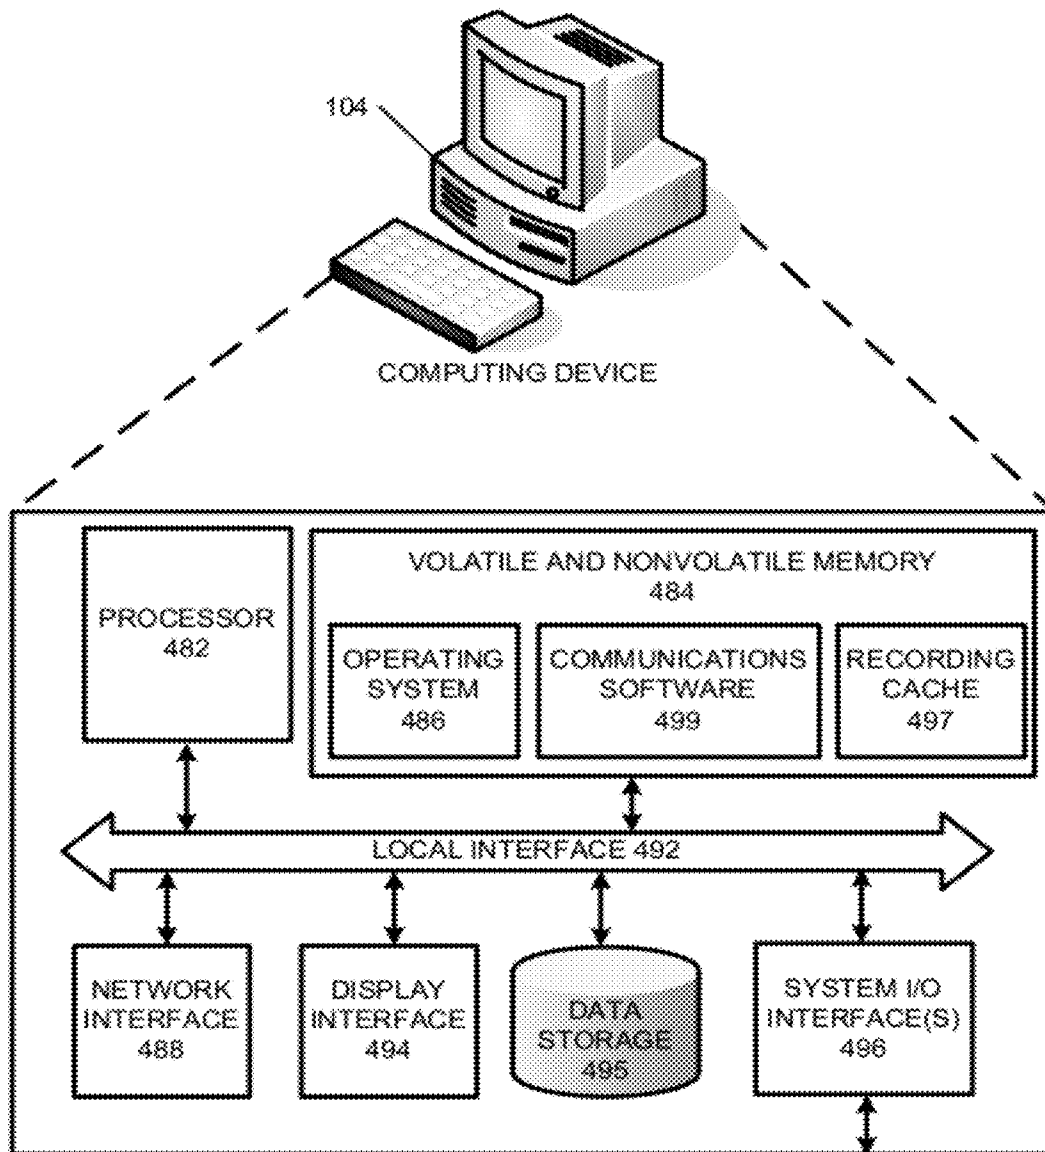 104
COMPUTING DEVICE
PROCESSOR
482
VOLATILE AND NONVOLATILE MEMORY
484
OPERATING
SYSTEM
486
COMMUNICATIONS
SOFTWARE
499
RECORDING
CACHE
497
LOCAL INTERFACE 492
NETWORK
INTERFACE
488
DISPLAY
INTERFACE
494
DATA
STORAGE
495
SYSTEM I/O
INTERFACE(S)
496